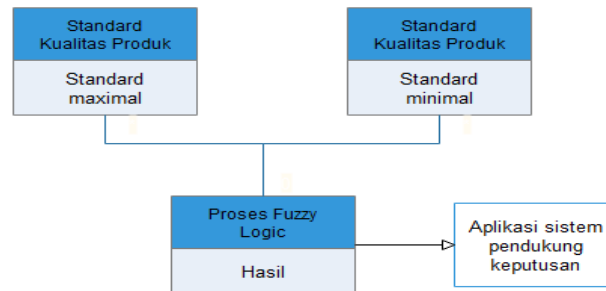 Standard
Kualitas Produk
Standard
maximal
Standard
Kualitas Produk
Standard
minimal
Proses Fuzzy
Logic
Hasil
Aplikasi sistem
pendukung
keputusan